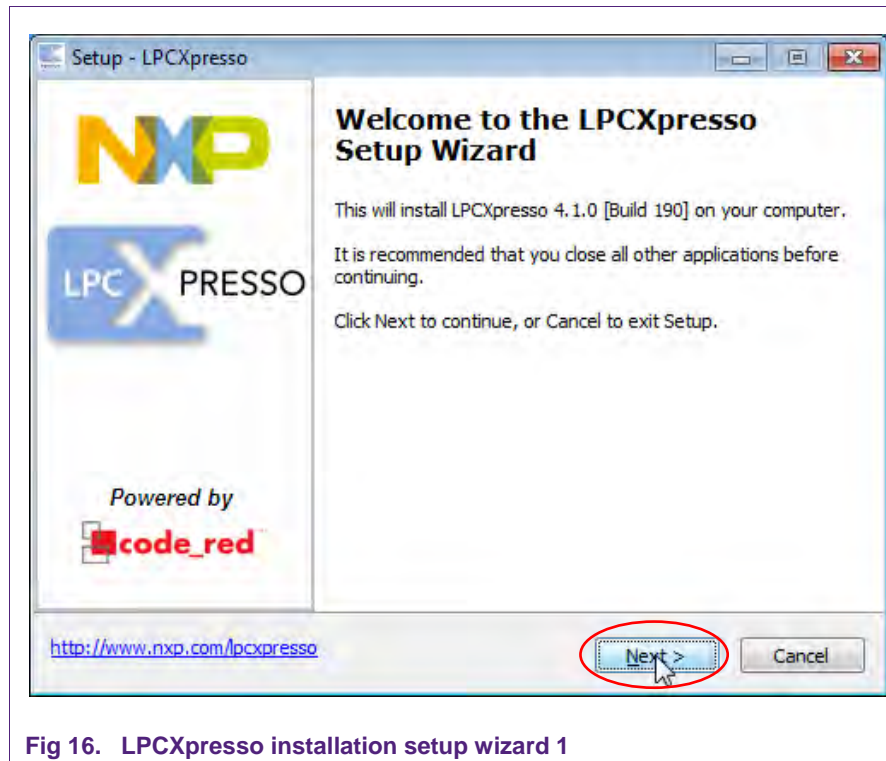 Setup - LPCXpresso
NXP
LPCXPRESSO
Powered by
code_red
Welcome to the LPCXpresso
Setup Wizard
This will install LPCXpresso 4.1.0 [Build 190] on your computer.
It is recommended that you close all other applications before
continuing.
Click Next to continue, or Cancel to exit Setup.
http://www.nxp.com/lpcxpresso
Next >
Cancel
Fig 16. LPCXpresso installation setup wizard 1